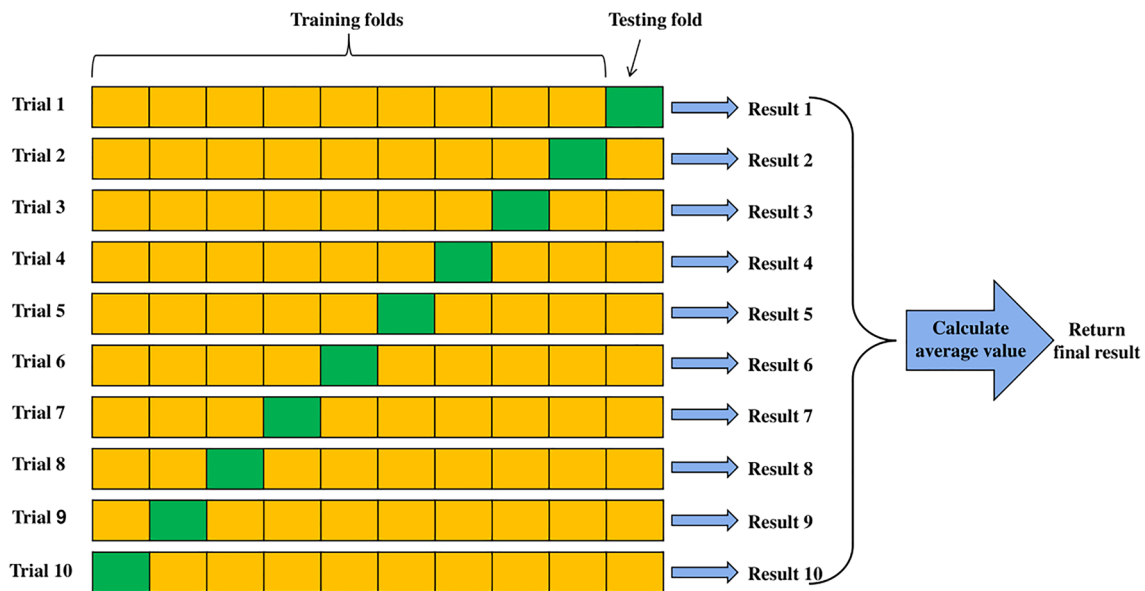 Training folds
Testing fold
Trial 1
Result 1
Trial 2
Result 2
Trial 3
Result 3
Trial 4
Result 4
Trial 5
Result 5
Trial 6
Result 6
Trial 7
Result 7
Trial 8
Result 8
Trial 9
Result 9
Trial 10
Result 10
Calculate
average value
Return
final result